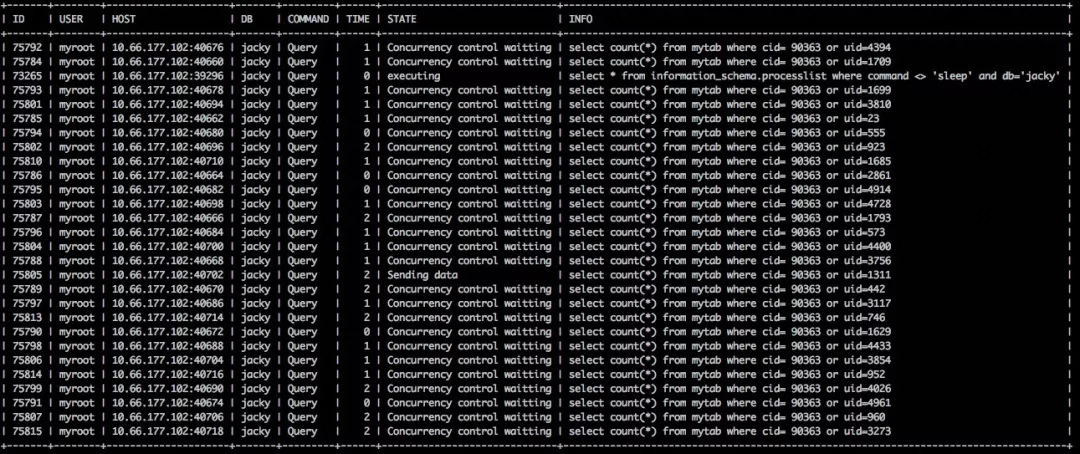 | ID | USER | HOST | DB | COMMAND | TIME | STATE | INFO |
| 75792 | myroot | 10.66.177.102:40676 | jacky | Query | 1 | Concurrency control waitting | select count(*) from mytab where cid= 90363 or uid=4394 |
| 75784 | myroot | 10.66.177.102:40660 | jacky | Query | 1 | Concurrency control waitting | select count(*) from mytab where cid= 90363 or uid=1709 |
| 73265 | myroot | 10.66.177.102:39296 | jacky | Query | 0 | executing | select * from information_schema.processlist where command <> 'sleep' and db='jacky' |
| 75793 | myroot | 10.66.177.102:40678 | jacky | Query | 1 | Concurrency control waitting | select count(*) from mytab where cid= 90363 or uid=1699 |
| 75801 | myroot | 10.66.177.102:40694 | jacky | Query | 1 | Concurrency control waitting | select count(*) from mytab where cid= 90363 or uid=3810 |
| 75785 | myroot | 10.66.177.102:40662 | jacky | Query | 1 | Concurrency control waitting | select count(*) from mytab where cid= 90363 or uid=23 |
| 75794 | myroot | 10.66.177.102:40680 | jacky | Query | 0 | Concurrency control waitting | select count(*) from mytab where cid= 90363 or uid=555 |
| 75802 | myroot | 10.66.177.102:40696 | jacky | Query | 2 | Concurrency control waitting | select count(*) from mytab where cid= 90363 or uid=923 |
| 75810 | myroot | 10.66.177.102:40710 | jacky | Query | 1 | Concurrency control waitting | select count(*) from mytab where cid= 90363 or uid=1685 |
| 75786 | myroot | 10.66.177.102:40664 | jacky | Query | 0 | Concurrency control waitting | select count(*) from mytab where cid= 90363 or uid=2861 |
| 75795 | myroot | 10.66.177.102:40682 | jacky | Query | 0 | Concurrency control waitting | select count(*) from mytab where cid= 90363 or uid=4914 |
| 75803 | myroot | 10.66.177.102:40698 | jacky | Query | 1 | Concurrency control waitting | select count(*) from mytab where cid= 90363 or uid=4728 |
| 75787 | myroot | 10.66.177.102:40666 | jacky | Query | 2 | Concurrency control waitting | select count(*) from mytab where cid= 90363 or uid=1793 |
| 75796 | myroot | 10.66.177.102:40684 | jacky | Query | 1 | Concurrency control waitting | select count(*) from mytab where cid= 90363 or uid=573 |
| 75804 | myroot | 10.66.177.102:40700 | jacky | Query | 1 | Concurrency control waitting | select count(*) from mytab where cid= 90363 or uid=4400 |
| 75788 | myroot | 10.66.177.102:40668 | jacky | Query | 1 | Concurrency control waitting | select count(*) from mytab where cid= 90363 or uid=3756 |
| 75805 | myroot | 10.66.177.102:40702 | jacky | Query | 2 | Sending data | select count(*) from mytab where cid= 90363 or uid=1311 |
| 75789 | myroot | 10.66.177.102:40670 | jacky | Query | 2 | Concurrency control waitting | select count(*) from mytab where cid= 90363 or uid=442 |
| 75797 | myroot | 10.66.177.102:40686 | jacky | Query | 1 | Concurrency control waitting | select count(*) from mytab where cid= 90363 or uid=3117 |
| 75813 | myroot | 10.66.177.102:40714 | jacky | Query | 2 | Concurrency control waitting | select count(*) from mytab where cid= 90363 or uid=746 |
| 75790 | myroot | 10.66.177.102:40672 | jacky | Query | 0 | Concurrency control waitting | select count(*) from mytab where cid= 90363 or uid=1629 |
| 75798 | myroot | 10.66.177.102:40688 | jacky | Query | 1 | Concurrency control waitting | select count(*) from mytab where cid= 90363 or uid=4433 |
| 75806 | myroot | 10.66.177.102:40704 | jacky | Query | 1 | Concurrency control waitting | select count(*) from mytab where cid= 90363 or uid=3854 |
| 75814 | myroot | 10.66.177.102:40716 | jacky | Query | 1 | Concurrency control waitting | select count(*) from mytab where cid= 90363 or uid=952 |
| 75799 | myroot | 10.66.177.102:40690 | jacky | Query | 2 | Concurrency control waitting | select count(*) from mytab where cid= 90363 or uid=4026 |
| 75791 | myroot | 10.66.177.102:40674 | jacky | Query | 0 | Concurrency control waitting | select count(*) from mytab where cid= 90363 or uid=4961 |
| 75807 | myroot | 10.66.177.102:40706 | jacky | Query | 2 | Concurrency control waitting | select count(*) from mytab where cid= 90363 or uid=960 |
| 75815 | myroot | 10.66.177.102:40718 | jacky | Query | 2 | Concurrency control waitting | select count(*) from mytab where cid= 90363 or uid=3273 |